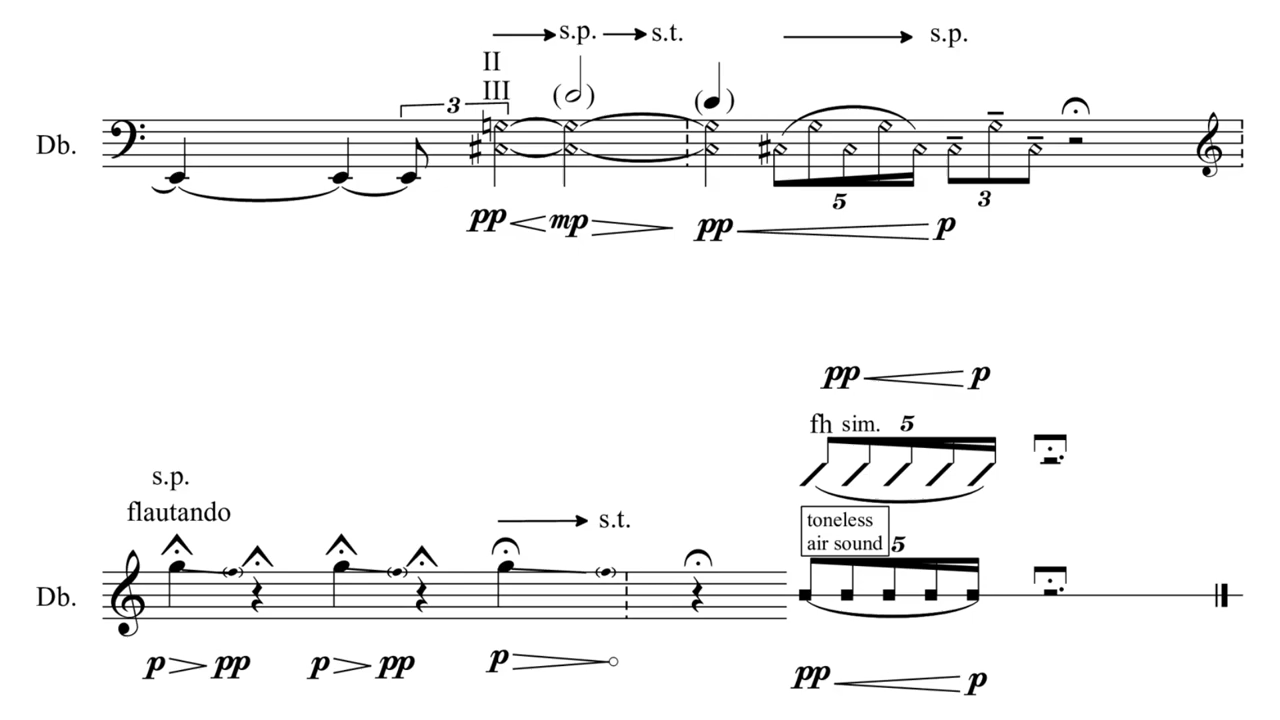 s.p. s.t. s.p.
II
III
3
Db.
5 3
pp mp pp p
pp p
fh sim. 5
s.p.
flautando
s.t.
toneless
air sound 5
Db.
p pp p pp p
pp p